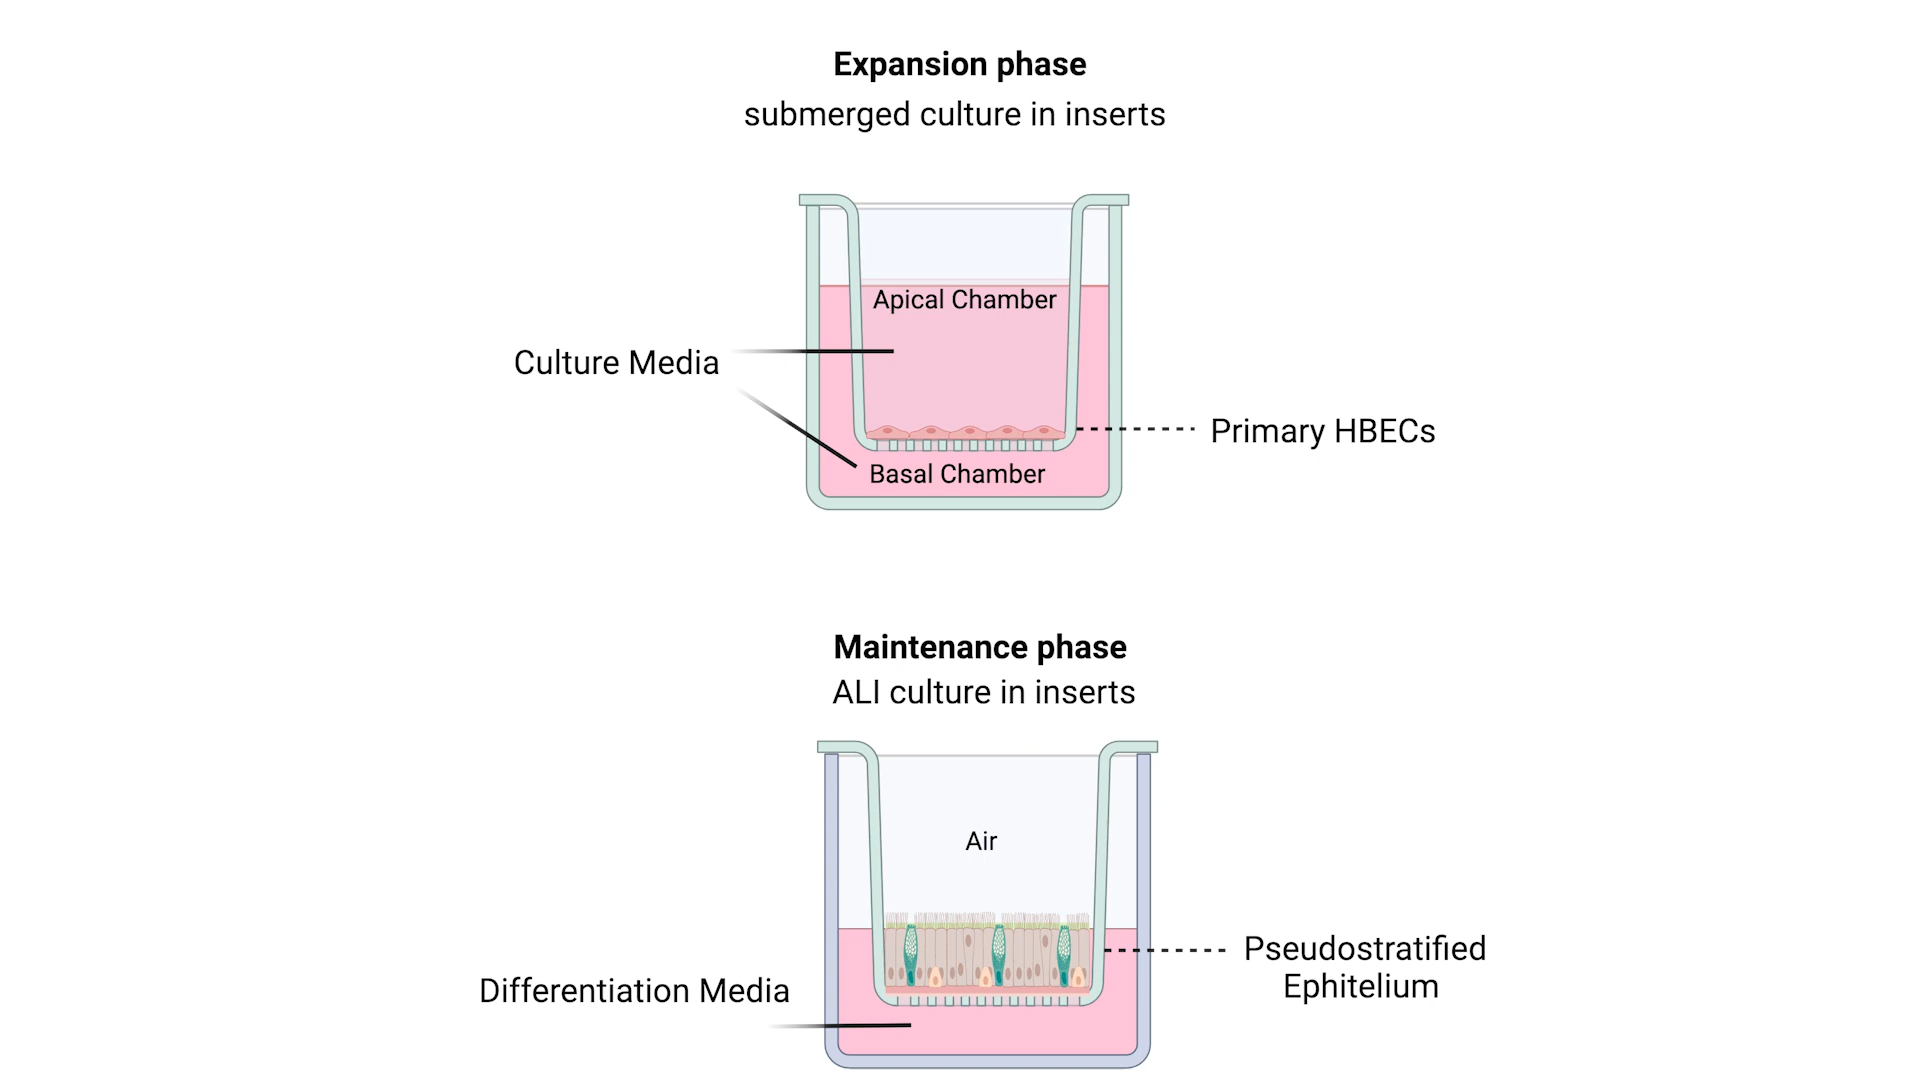 Expansion phase
submerged culture in inserts
Apical Chamber
Culture Media
Primary HBECs
Basal Chamber
Maintenance phase
ALI culture in inserts
Air
Pseudostratified
Ephitelium
Differentiation Media